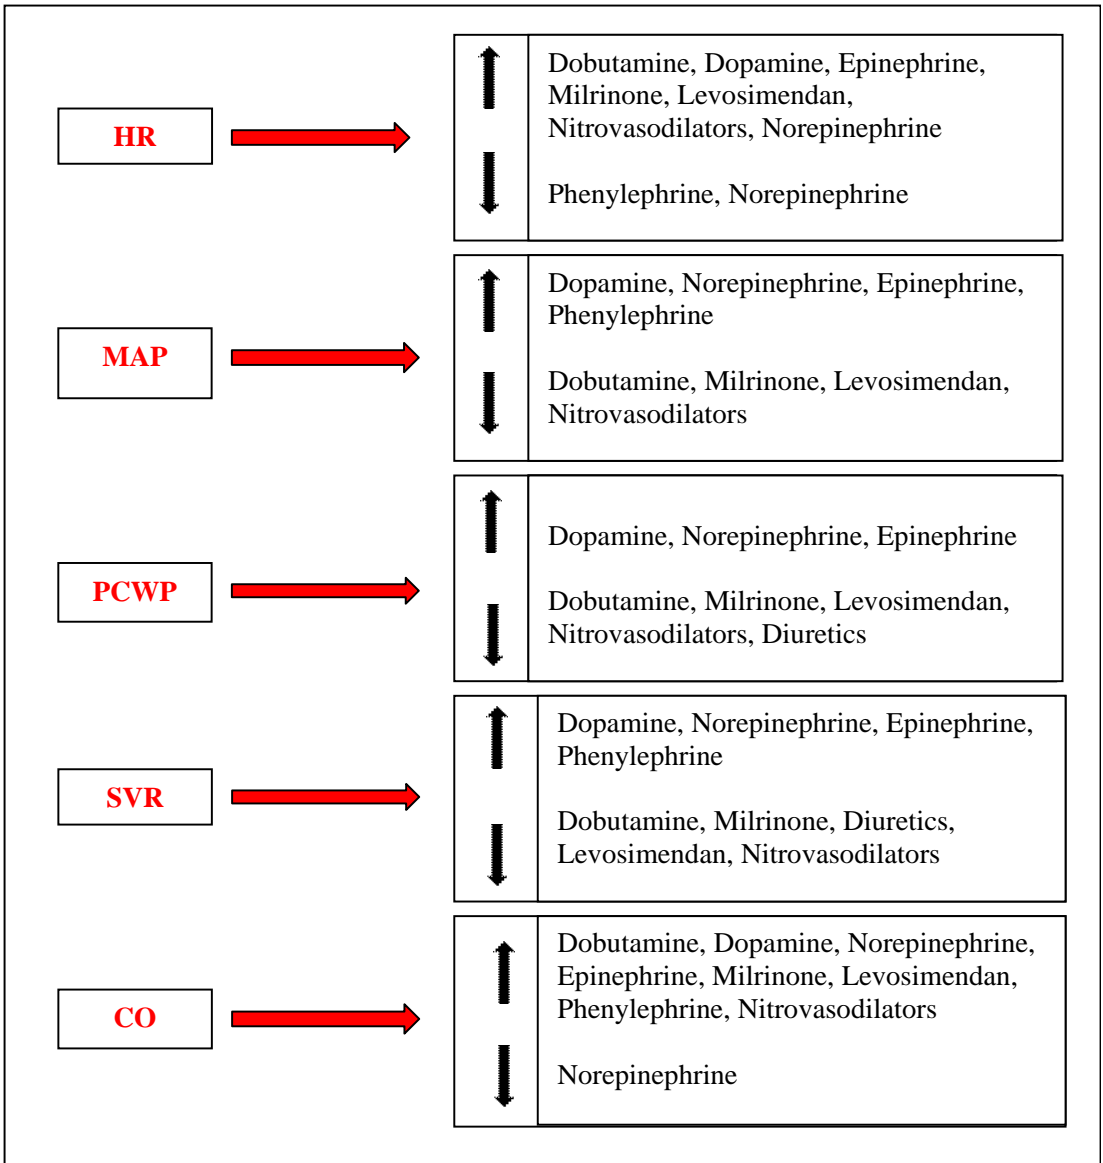 HR
Dobutamine, Dopamine, Epinephrine,
Milrinone, Levosimendan,
Nitrovasodilators, Norepinephrine
Phenylephrine, Norepinephrine
MAP
Dopamine, Norepinephrine, Epinephrine,
Phenylephrine
Dobutamine, Milrinone, Levosimendan,
Nitrovasodilators
PCWP
Dopamine, Norepinephrine, Epinephrine
Dobutamine, Milrinone, Levosimendan,
Nitrovasodilators, Diuretics
SVR
Dopamine, Norepinephrine, Epinephrine,
Phenylephrine
Dobutamine, Milrinone, Diuretics,
Levosimendan, Nitrovasodilators
CO
Dobutamine, Dopamine, Norepinephrine,
Epinephrine, Milrinone, Levosimendan,
Phenylephrine, Nitrovasodilators
Norepinephrine